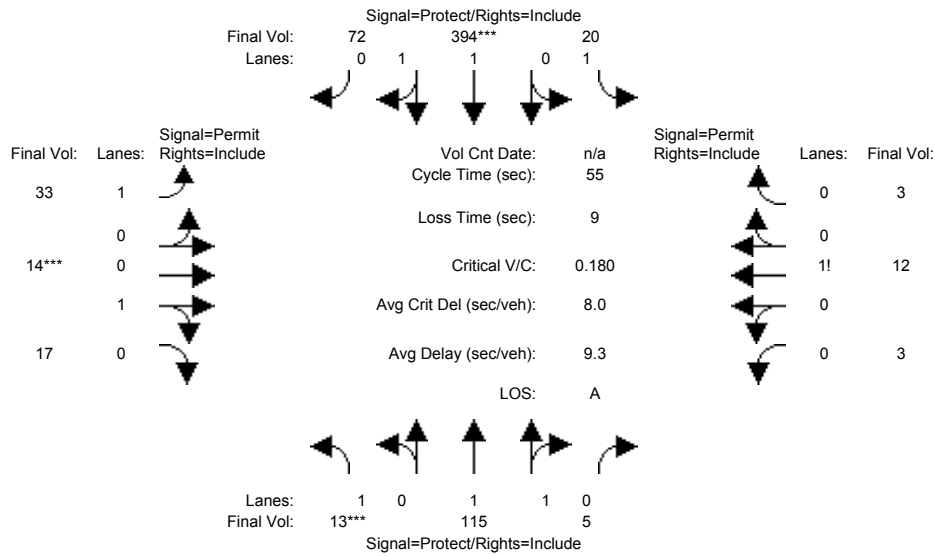 Signal=Protect/Rights=Include
Final Vol: 72 394*** 20
Lanes: 0 1 1 0 1
Signal=Permit Signal=Permit
Final Vol: Lanes: Rights=Include Vol Cnt Date: n/a Rights=Include Lanes: Final Vol:
Cycle Time (sec): 55
33 1 0 3
Loss Time (sec): 9
0 0
14*** 0 Critical V/C: 0.180 1! 12
1 Avg Crit Del (sec/veh): 8.0 0
17 0 Avg Delay (sec/veh): 9.3 0 3
LOS: A
Lanes: 1 0 1 1 0
Final Vol: 13*** 115 5
Signal=Protect/Rights=Include